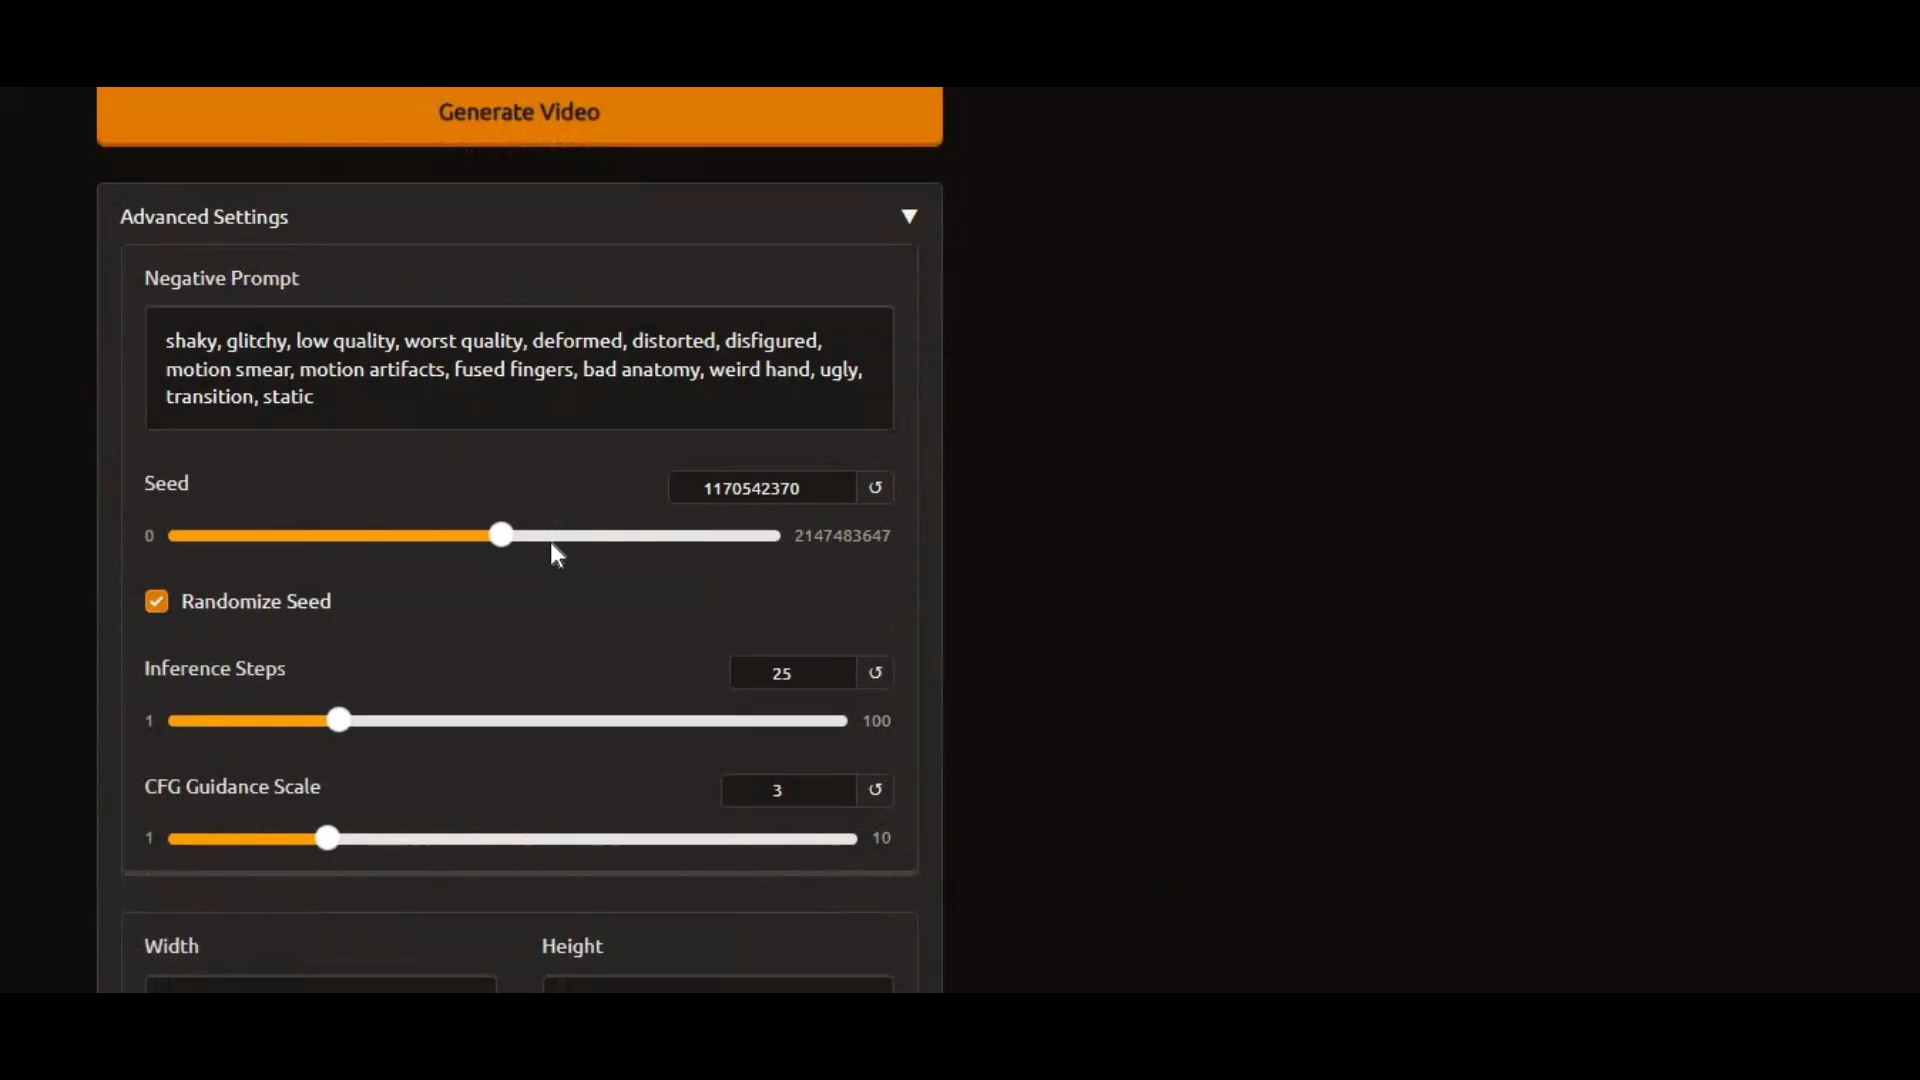 Generate Video
Advanced Settings
Negative Prompt
shaky, glitchy, low quality, worst quality, deformed, distorted, disfigured,
motion smear, motion artifacts, fused fingers, bad anatomy, weird hand, ugly,
transition, static
Seed 1170542370
0 2147483647
Randomize Seed
Inference Steps 25
1 100
CFG Guidance Scale 3
1 10
Width Height